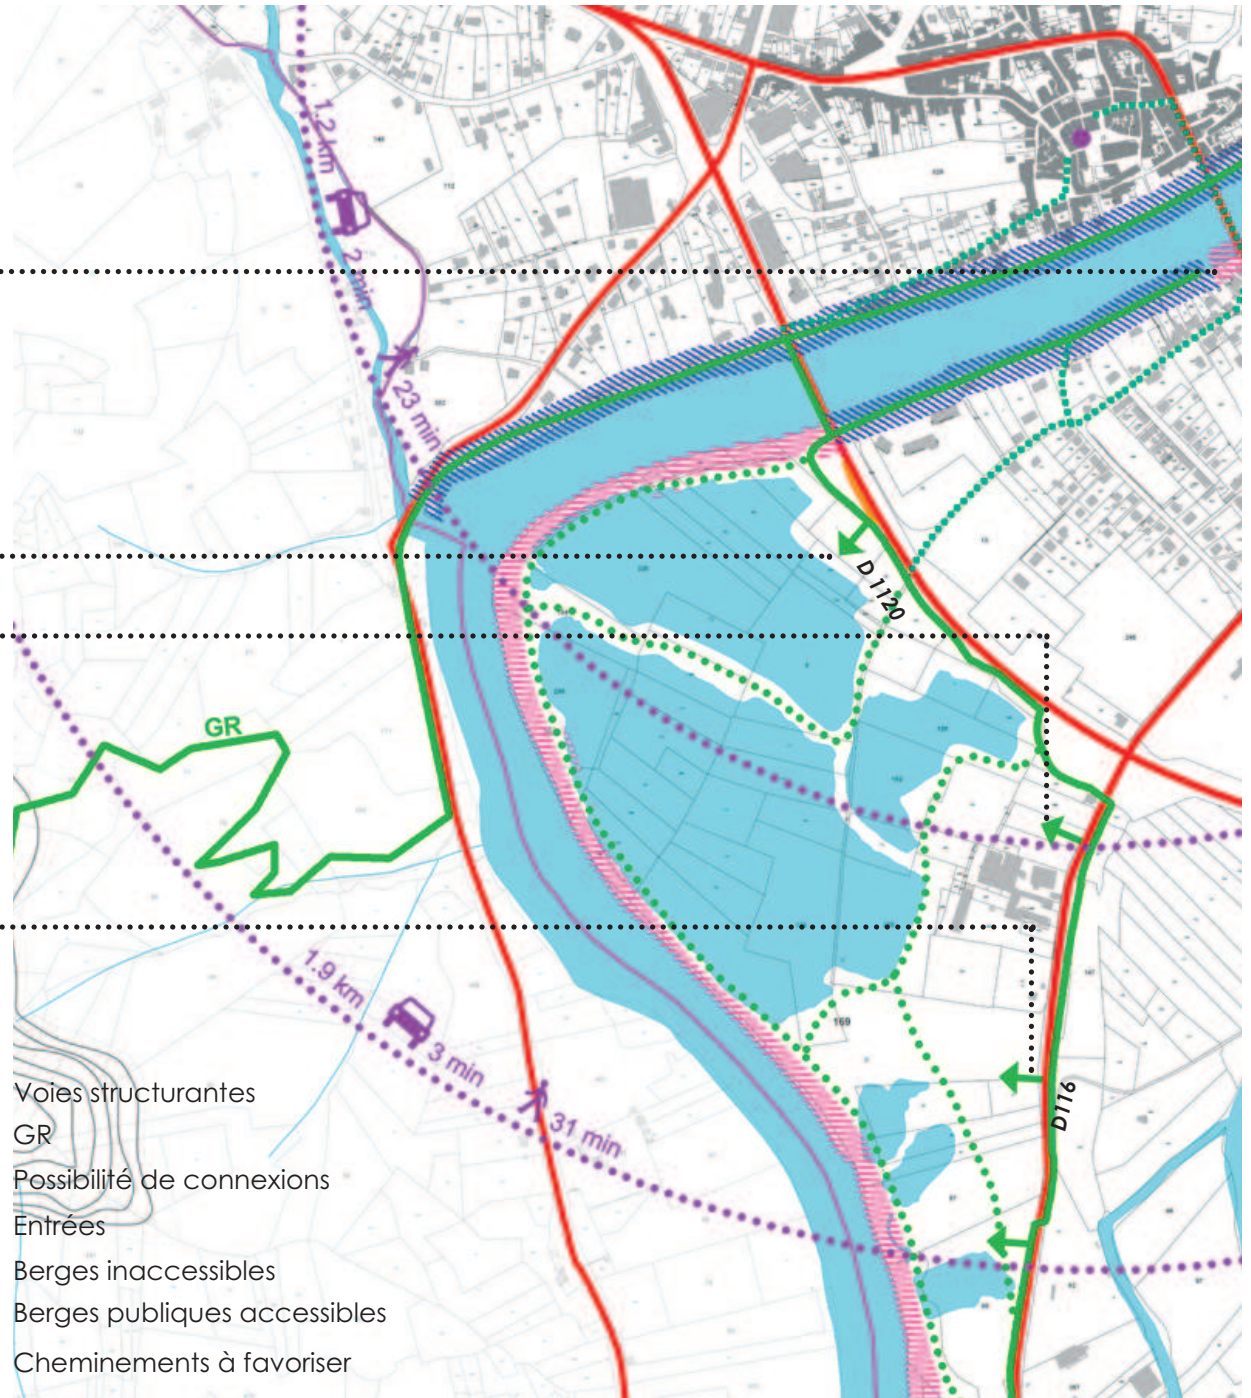 1.2 km
2 min
23 min
D 1120
GR
1.9 km
3 min
31 min
169
D116
Voies structurantes
GR
Possibilité de connexions
Entrées
Berges inaccessibles
Berges publiques accessibles
Cheminements à favoriser